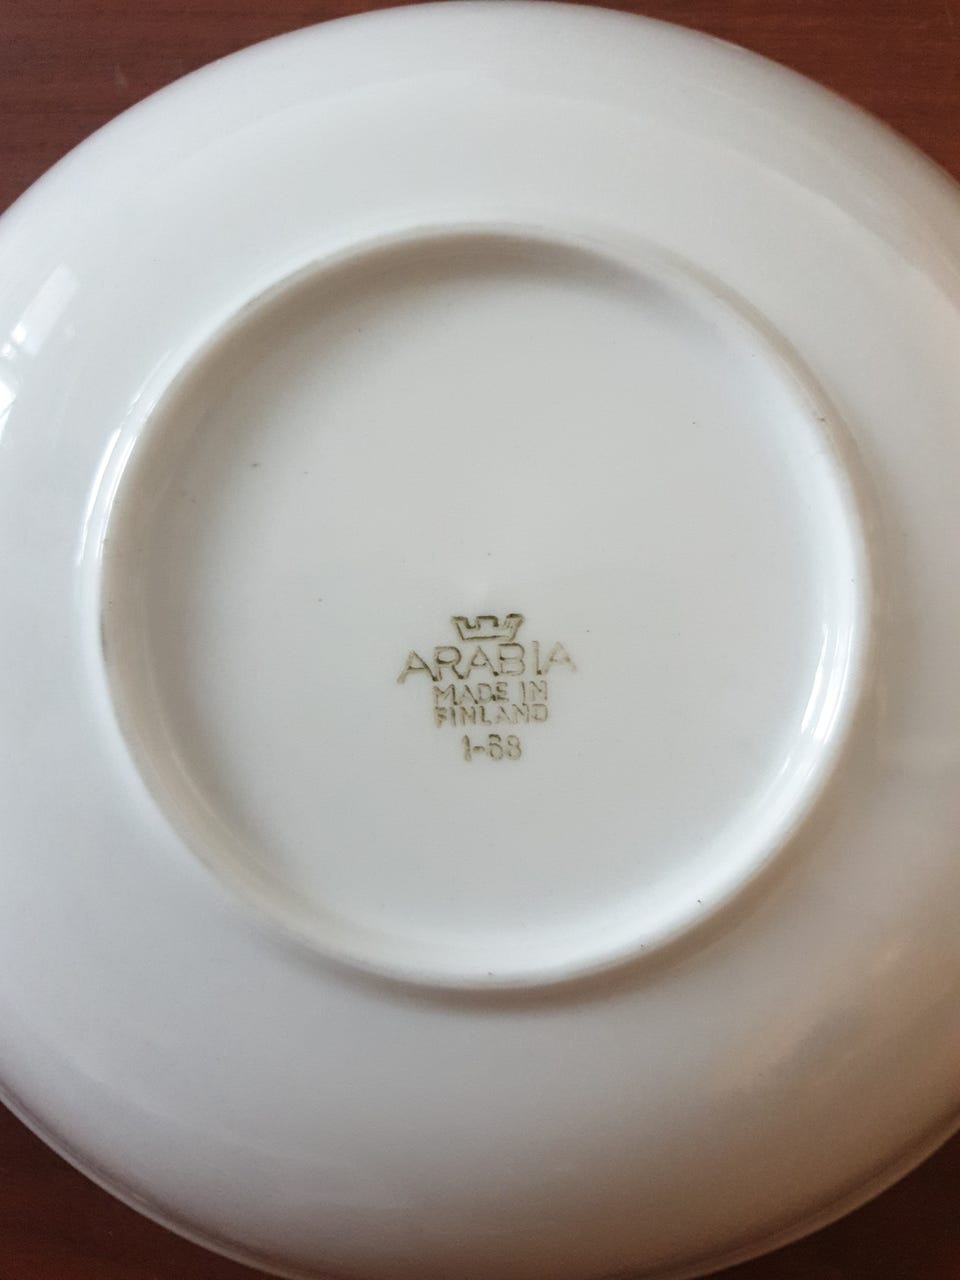 ARABIA
MADE IN
FINLAND
1-68